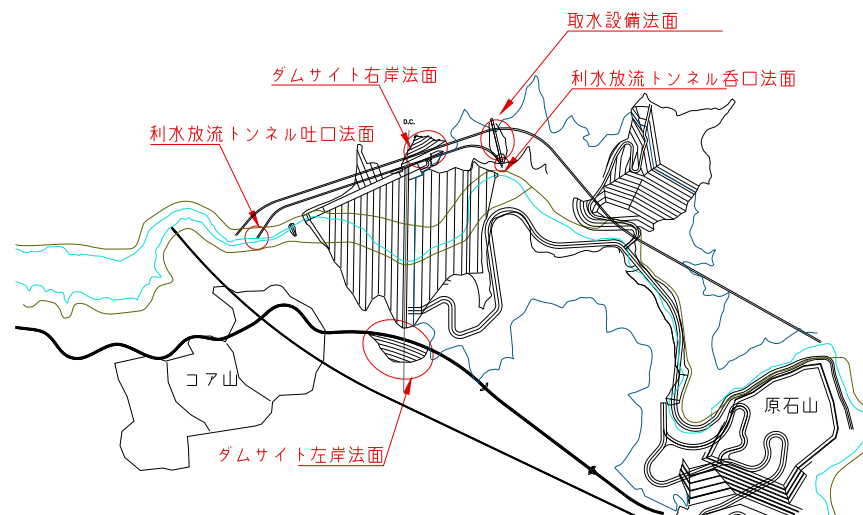 取水設備法面
ダムサイト右岸法面
利水放流トンネル呑口法面
D.C.
利水放流トンネル吐口法面
コア山
原石山
ダムサイト左岸法面